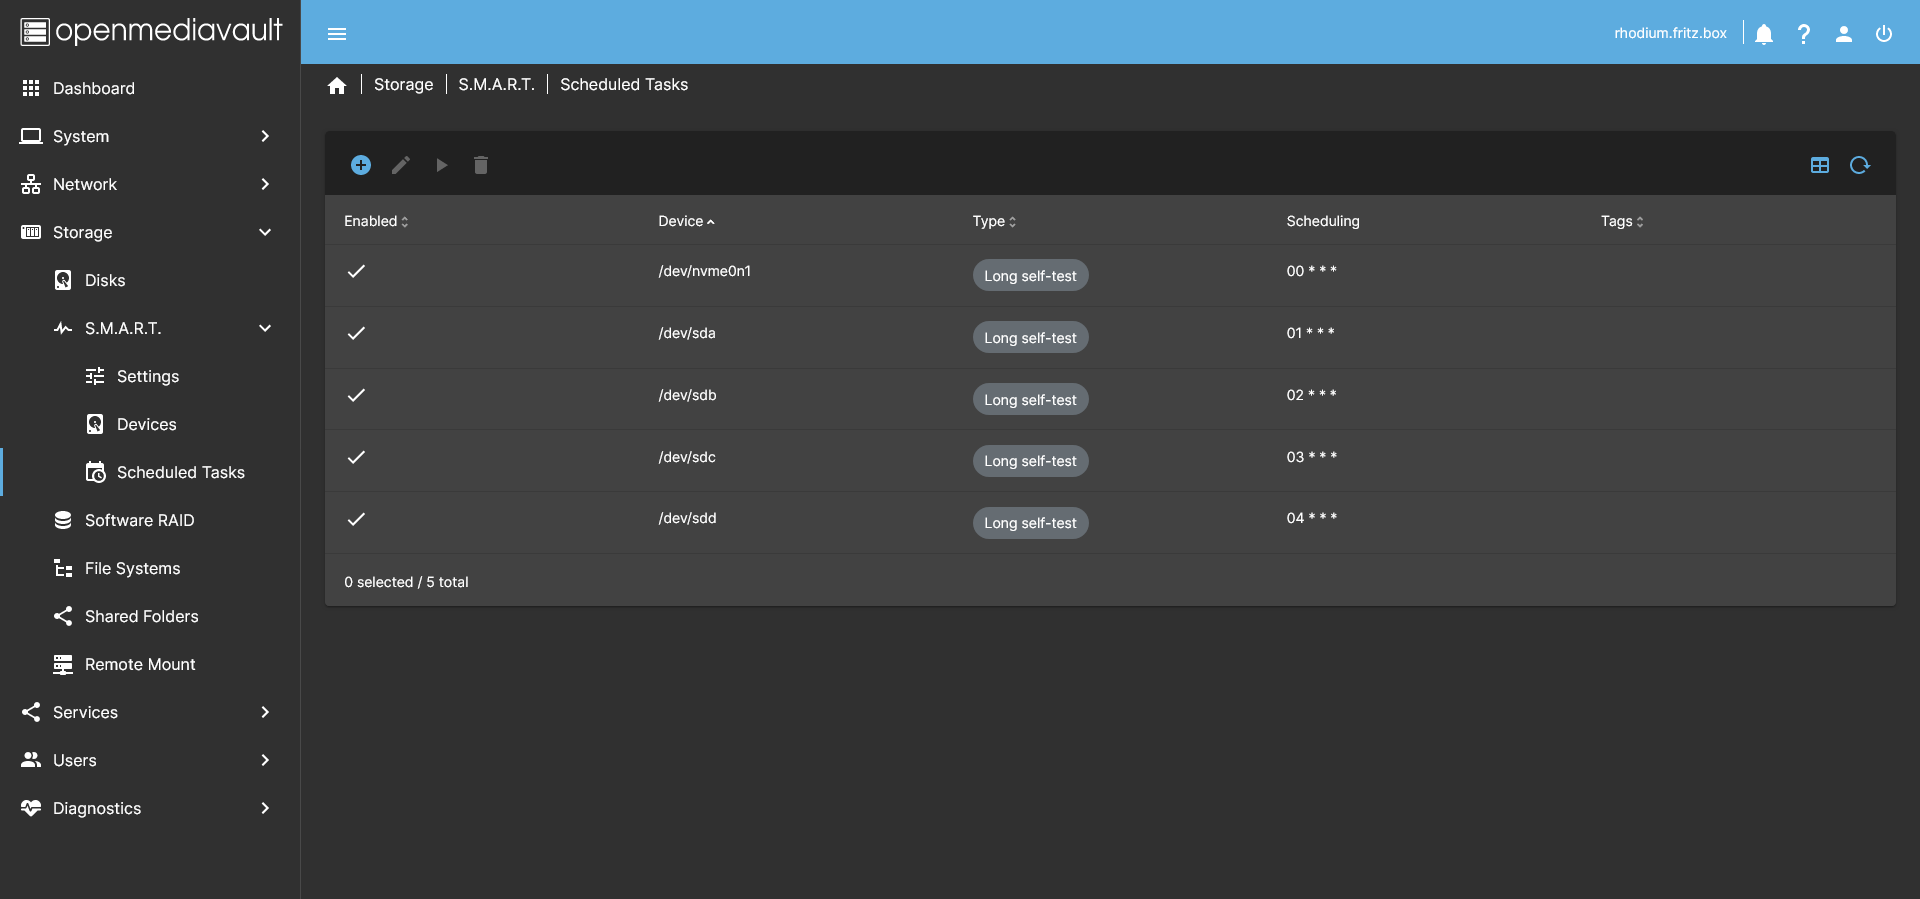 openmediavault
rhodium.fritz.box
Dashboard
System
Network
Storage
Disks
S.M.A.R.T.
Settings
Devices
Scheduled Tasks
Software RAID
File Systems
Shared Folders
Remote Mount
Services
Users
Diagnostics
Storage S.M.A.R.T. Scheduled Tasks
Enabled Device Type Scheduling Tags
/dev/nvme0n1 Long self-test 00 * * *
/dev/sda Long self-test 01 * * *
/dev/sdb Long self-test 02 * * *
/dev/sdc Long self-test 03 * * *
/dev/sdd Long self-test 04 * * *
0 selected / 5 total